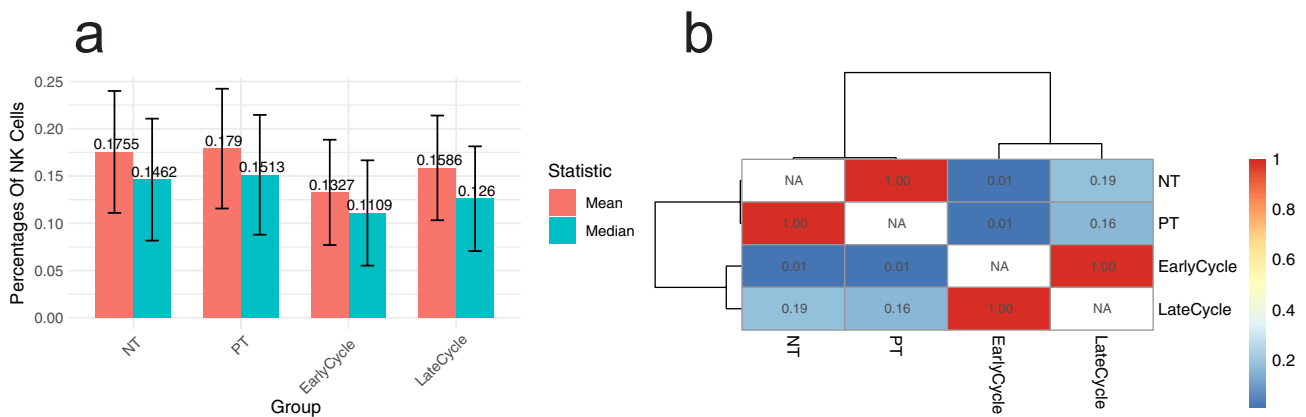 a
b
Percentages Of NK Cells
0.25
0.20
0.15
0.10
0.05
0.00
0.1755
0.1462
0.179
0.1513
0.1327
0.1109
0.1586
0.126
NT
PT
EarlyCycle
LateCycle
Group
Statistic
Mean
Median
NA 1.00 0.01 0.19 NT
1.00 NA 0.01 0.16 PT
0.01 0.01 NA 1.00 EarlyCycle
0.19 0.16 1.00 NA LateCycle
NT
PT
EarlyCycle
LateCycle
1
0.8
0.6
0.4
0.2